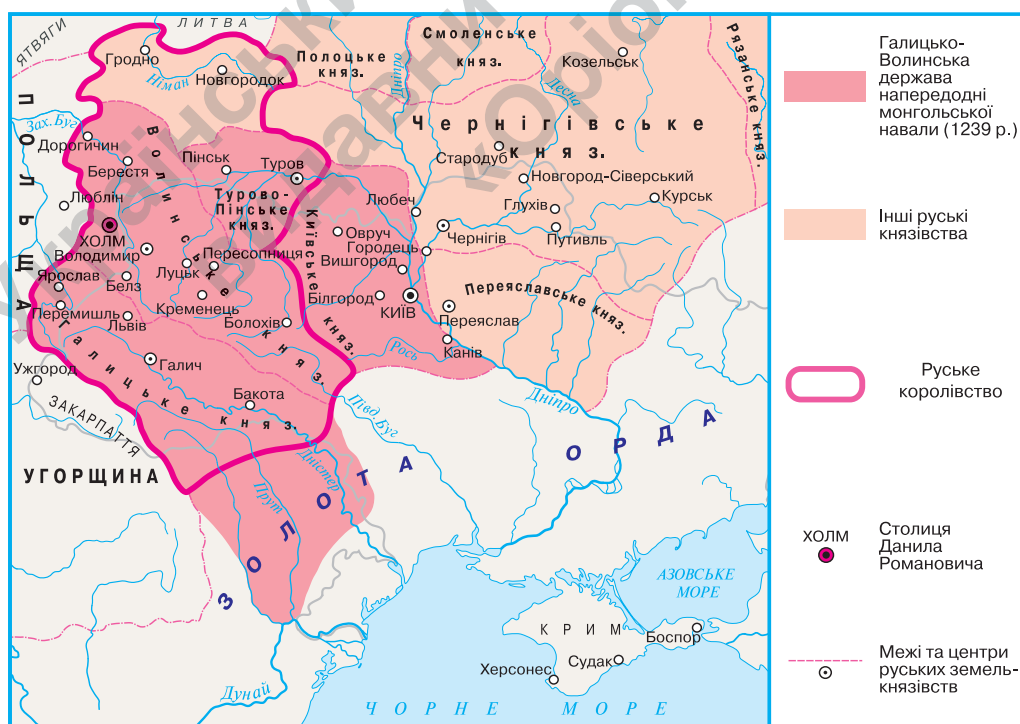 ЯТВЯГИ
ЛИТВА
Гродно
Німан
Новгородок
Полоцьке
княз.
Смоленське
княз.
Дніпро
Козельськ
Десна
Рязанське княз.
ПОЛЬЩА
Зах. Буг
Дорогичин
Берестя
Волинське княз.
Пінськ
Туров
Турово-
Пінське
княз.
Чернігівське
княз.
Стародуб
Новгород-Сіверський
Глухів
Курськ
Путивль
Любеч
Чернігів
Городець
Люблін
ХОЛМ
Володимир
Київське княз.
Овруч
Вишгород
Ярослав
Белз
Луцьк
Пересопниця
Білгород
КИЇВ
Переяславське княз.
Переяслав
Перемишль
Львів
Кременець
Болохів
Канів
Рось
Ужгород
Галич
Галицьке княз.
Бакота
Дніпро
ЗАКАРПАТТЯ
УГОРЩИНА
Півд. Буг
Дністер
Прут
ЗОЛОТА ОРДА
АЗОВСЬКЕ
МОРЕ
КРИМ
Боспор
Судак
Херсонес
Дунай
ЧОРНЕ МОРЕ
Галицько-
Волинська
держава
напередодні
монгольської
навали (1239 р.)
Інші руські
князівства
Руське
королівство
ХОЛМ
Столиця
Данила
Романовича
Межі та центри
руських земель-
князівств